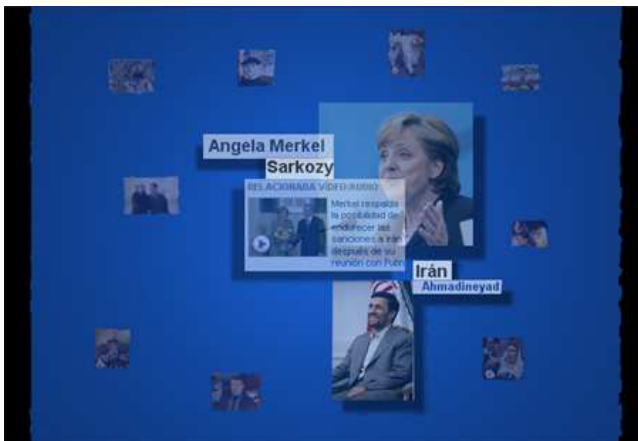 Angela Merkel
Sarkozy
RELACIONADA VÍDEO/AUDIO
Merkel respalda
la posibilidad de
endurecer las
sanciones a Irán
después de su
reunión con Putin
Irán
Ahmadineyad